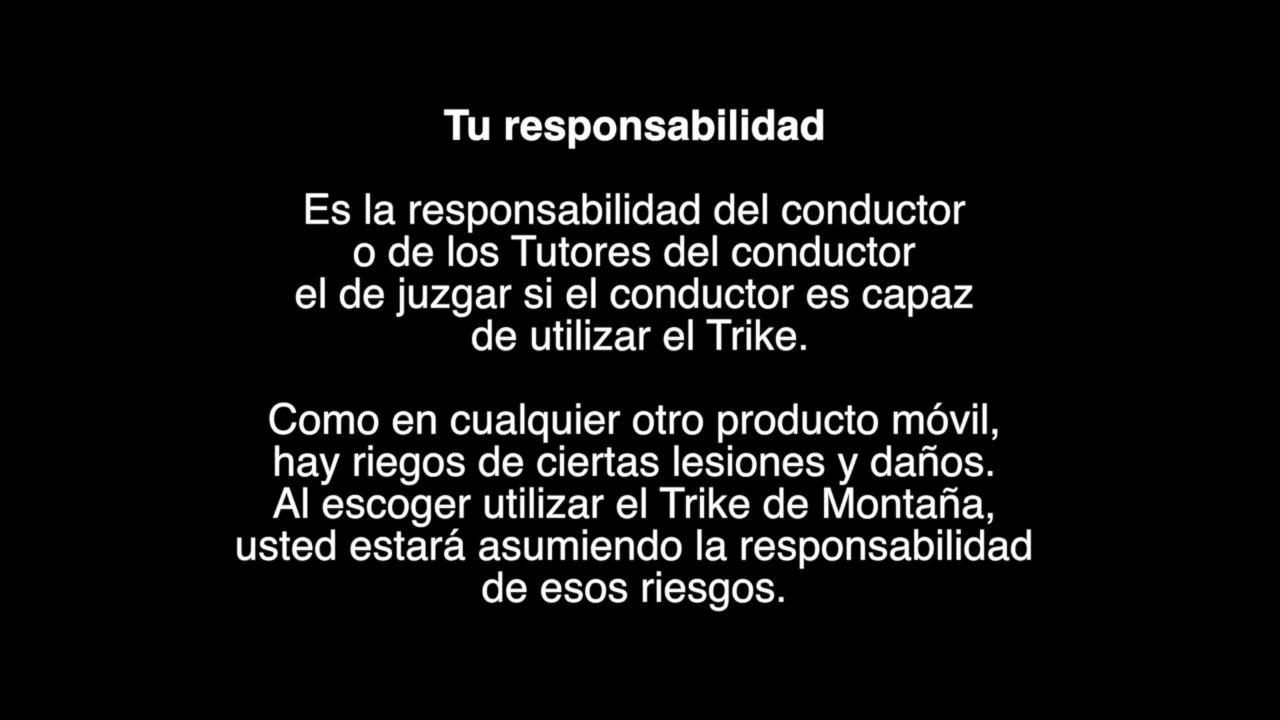 Tu responsabilidad
Es la responsabilidad del conductor
o de los Tutores del conductor
el de juzgar si el conductor es capaz
de utilizar el Trike.
Como en cualquier otro producto móvil,
hay riegos de ciertas lesiones y daños.
Al escoger utilizar el Trike de Montaña,
usted estará asumiendo la responsabilidad
de esos riesgos.